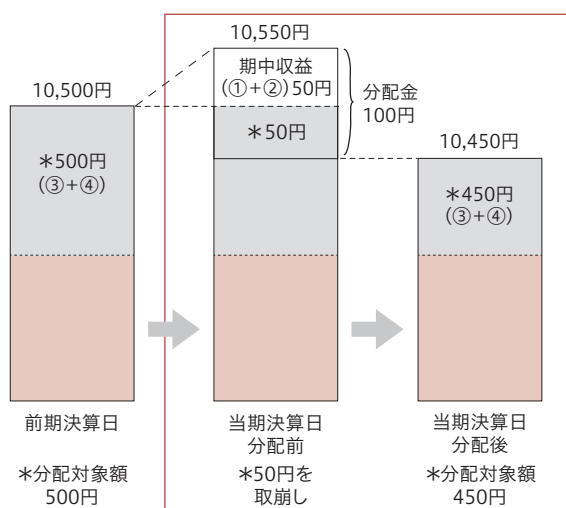 10,500円
＊500円
(③＋④)
前期決算日
＊分配対象額
500円
10,550円
期中収益
(①＋②)50円
＊50円
分配金
100円
当期決算日
分配前
＊50円を
取崩し
10,450円
＊450円
(③＋④)
当期決算日
分配後
＊分配対象額
450円